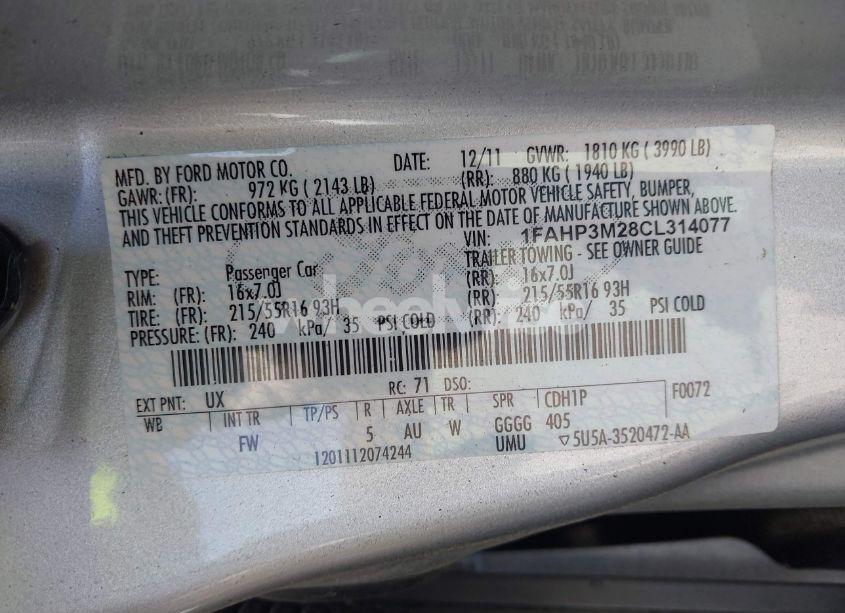 MFD. BY FORD MOTOR CO. DATE: 12/11 GVWR: 1810 KG ( 3990 LB)
GAWR: (FR): 972 KG ( 2143 LB) (RR): 880 KG ( 1940 LB)
THIS VEHICLE CONFORMS TO ALL APPLICABLE FEDERAL MOTOR VEHICLE SAFETY, BUMPER,
AND THEFT PREVENTION STANDARDS IN EFFECT ON THE DATE OF MANUFACTURE SHOWN ABOVE.
VIN: 1FAHP3M28CL314077
TYPE: Passenger Car TRAILER TOWING - SEE OWNER GUIDE
RIM: (FR): 16x7.0J (RR): 16x7.0J
TIRE: (FR): 215/55R16 93H (RR): 215/55R16 93H
PRESSURE: (FR): 240 kPa/ 35 PSI COLD (RR): 240 kPa/ 35 PSI COLD
EXT PNT: UX RC: 71 DSO: F0072
WB INT TR TP/PS R AXLE TR SPR CDH1P
FW 5 AU W GGGG 405
1201112074244 UMU ▽5U5A-3520472-AA